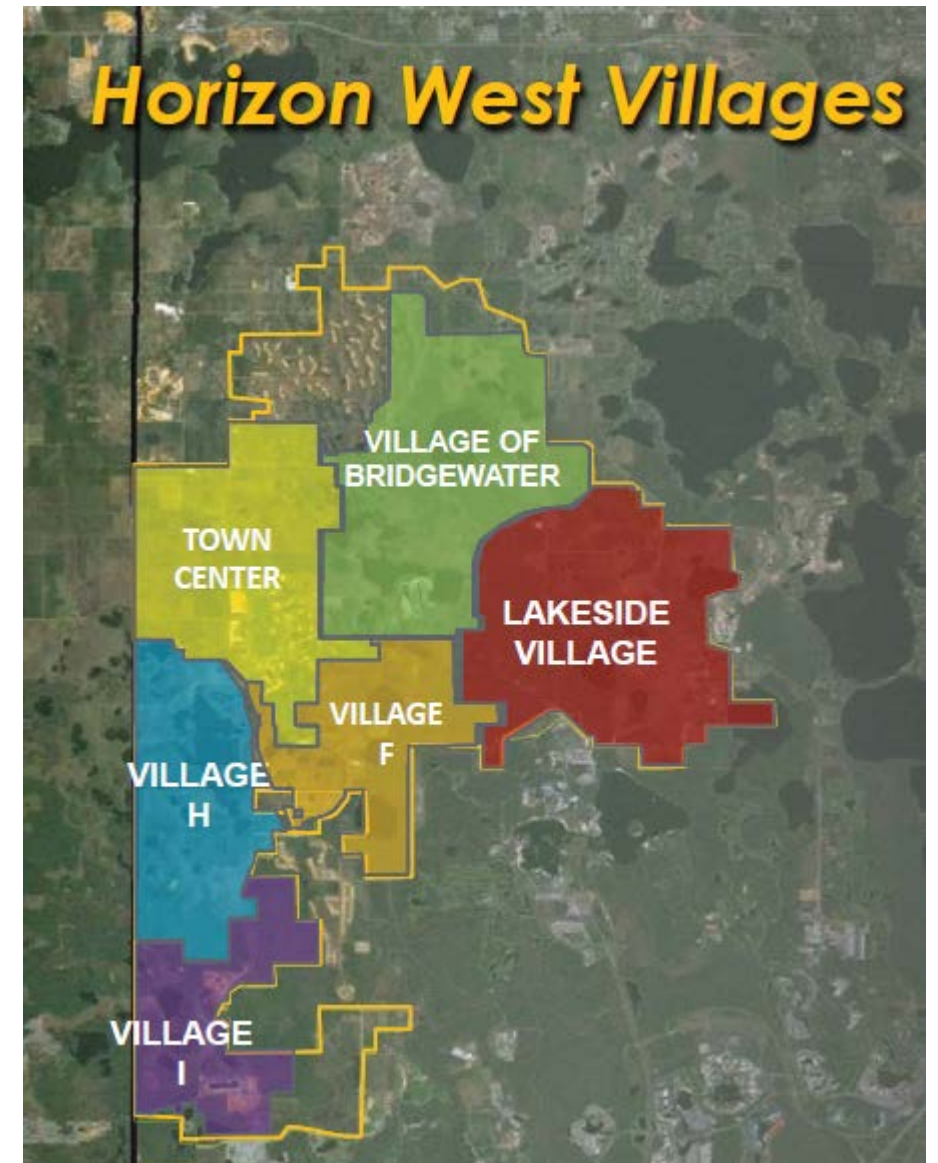 Horizon West Villages
VILLAGE OF
BRIDGEWATER
TOWN
CENTER
LAKESIDE
VILLAGE
VILLAGE
F
VILLAGE
H
VILLAGE
I